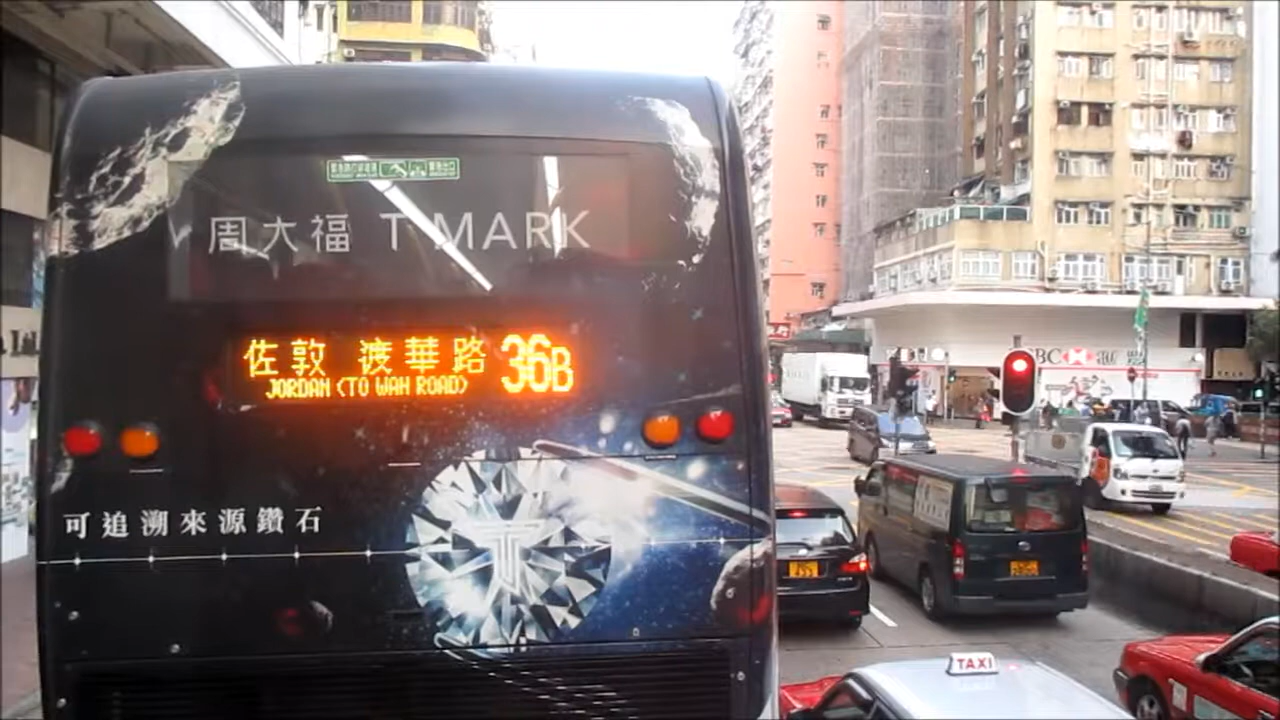 周大福 T MARK
佐敦 渡華路 36B
JORDAN (TO WAH ROAD)
可追溯來源鑽石
T
HSBC
TAXI